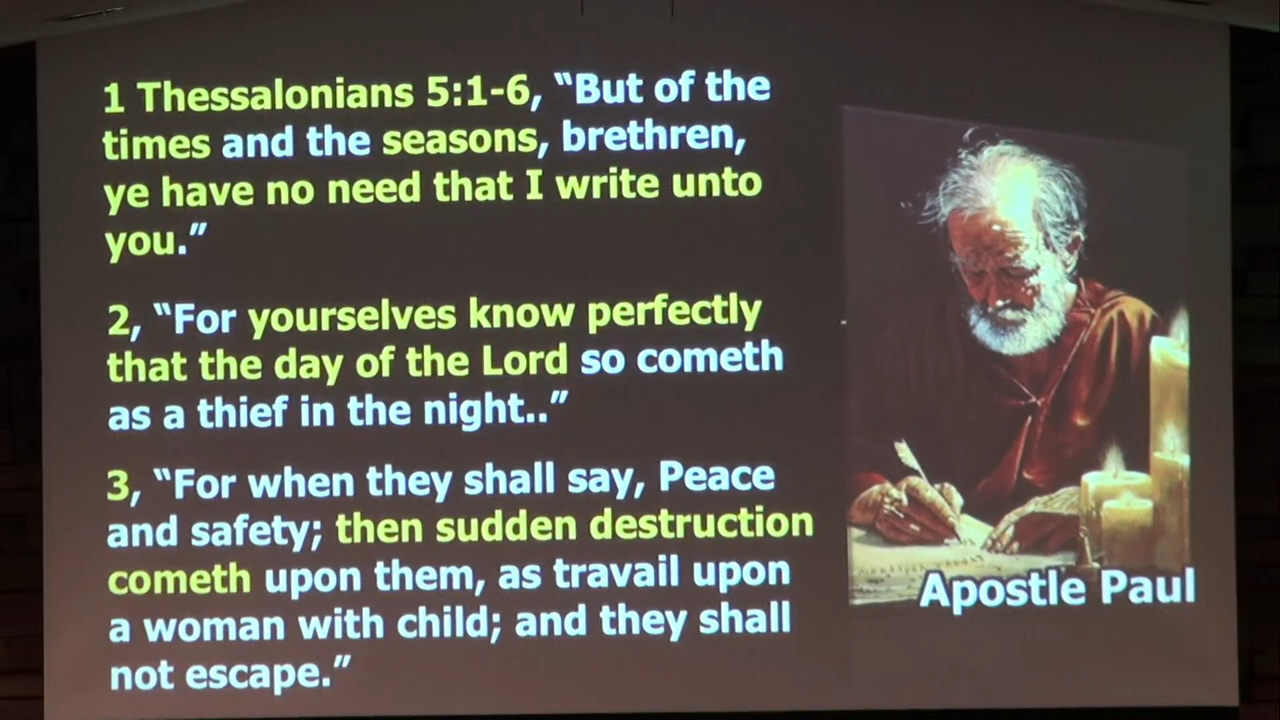 1 Thessalonians 5:1-6, “But of the
times and the seasons, brethren,
ye have no need that I write unto
you.”
2, “For yourselves know perfectly
that the day of the Lord so cometh
as a thief in the night..”
3, “For when they shall say, Peace
and safety; then sudden destruction
cometh upon them, as travail upon
a woman with child; and they shall
not escape.”
Apostle Paul